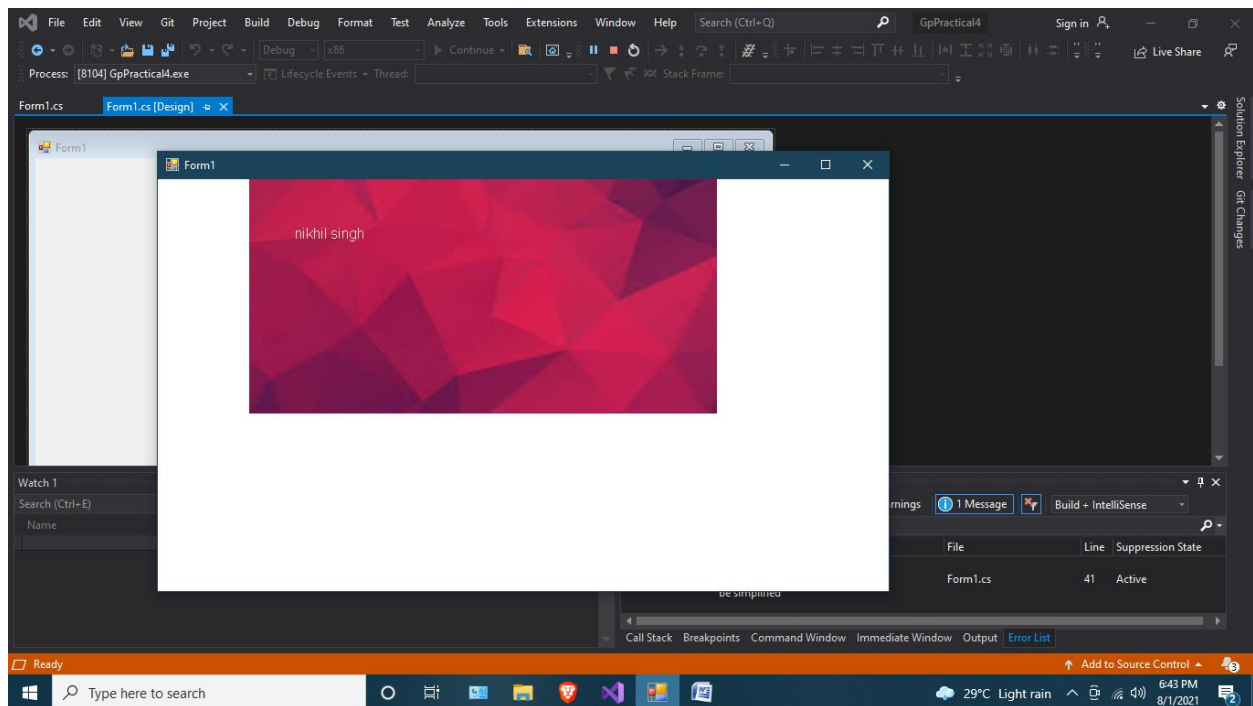 File Edit View Git Project Build Debug Format Test Analyze Tools Extensions Window Help Search (Ctrl+Q) GpPractical4 Sign in
Debug x86 Continue Live Share
Process: [8104] GpPractical4.exe Lifecycle Events Thread: Stack Frame:
Form1.cs Form1.cs [Design]
Solution Explorer
Git Changes
Form1
Form1
nikhil singh
Watch 1
Search (Ctrl+E) 1 Message Build + IntelliSense
Name
File Line Suppression State
Form1.cs 41 Active
be simplified
Call Stack Breakpoints Command Window Immediate Window Output Error List
Ready Add to Source Control 3
Type here to search 29°C Light rain 6:43 PM
8/1/2021 2